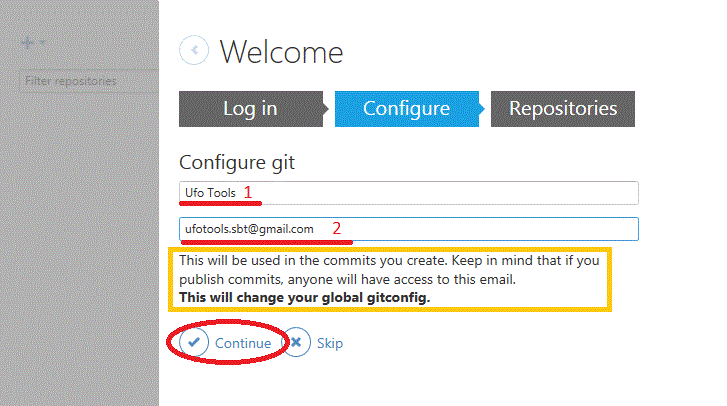 Welcome
Filter repositories
Log in
Configure
Repositories
Configure git
Ufo Tools 1
ufotools.sbt@gmail.com 2
This will be used in the commits you create. Keep in mind that if you
publish commits, anyone will have access to this email.
This will change your global gitconfig.
Continue
Skip